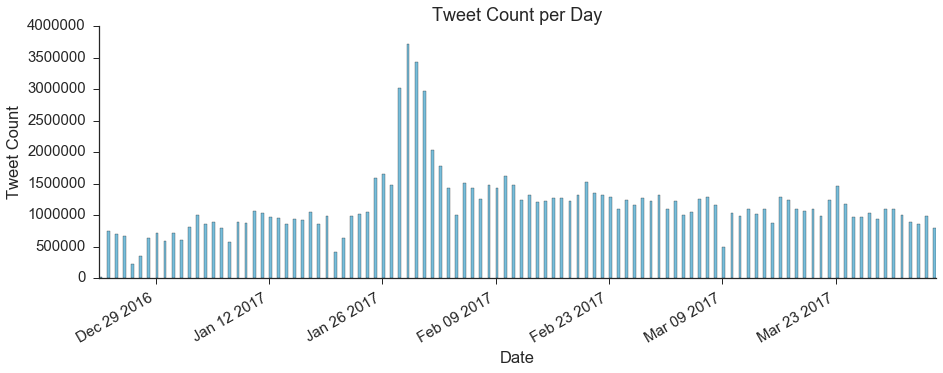 Tweet Count per Day
4000000
3500000
3000000
2500000
2000000
1500000
1000000
500000
0
Tweet Count
Dec 29 2016
Jan 12 2017
Jan 26 2017
Feb 09 2017
Feb 23 2017
Mar 09 2017
Mar 23 2017
Date